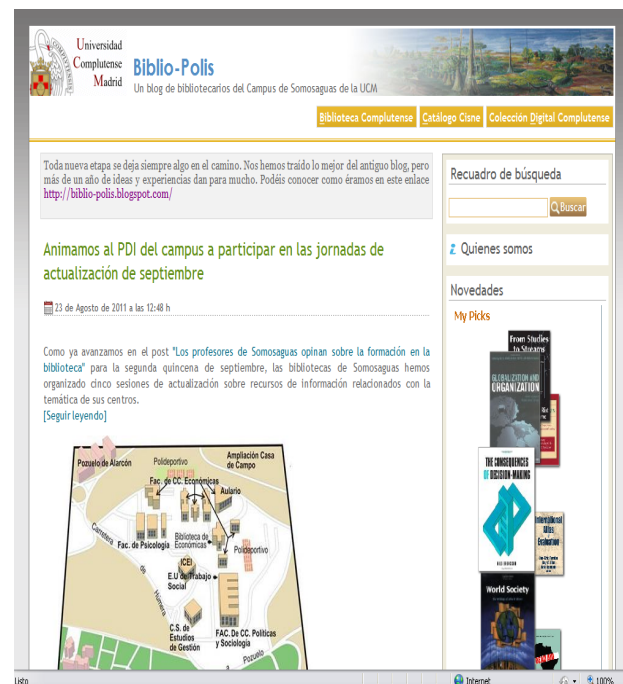 Universidad
Complutense
Madrid
Biblio-Polis
Un blog de bibliotecarios del Campus de Somosaguas de la UCM
Biblioteca Complutense Catálogo Cisne Colección Digital Complutense
Toda nueva etapa se deja siempre algo en el camino. Nos hemos traído lo mejor del antiguo blog, pero
más de un año de ideas y experiencias dan para mucho. Podéis conocer como éramos en este enlace
http://biblio-polis.blogspot.com/
Recuadro de búsqueda
Buscar
Quienes somos
Novedades
My Picks
Animamos al PDI del campus a participar en las jornadas de
actualización de septiembre
23 de Agosto de 2011 a las 12:48 h
Como ya avanzamos en el post "Los profesores de Somosaguas opinan sobre la formación en la
biblioteca" para la segunda quincena de septiembre, las bibliotecas de Somosaguas hemos
organizado cinco sesiones de actualización sobre recursos de información relacionados con la
temática de sus centros.
[Seguir leyendo]
Pozuelo de Alarcón
Polideportivo
Ampliación Casa
de Campo
Fac. de CC. Económicas
Aulario
Carretera de Húmera
Fac. de Psicología
Biblioteca de
Económicas
Polideportivo
ICEI
E.U de Trabajo
Social
C.S. de
Estudios
de Gestión
FAC. De CC. Políticas
y Sociología
a Pozuelo
From Studies
to Streams
GLOBALIZATION AND
ORGANIZATION
THE CONSEQUENCES
OF DECISION-MAKING
International
Atlas
Evaluation
World Society
Listo
Internet
100%